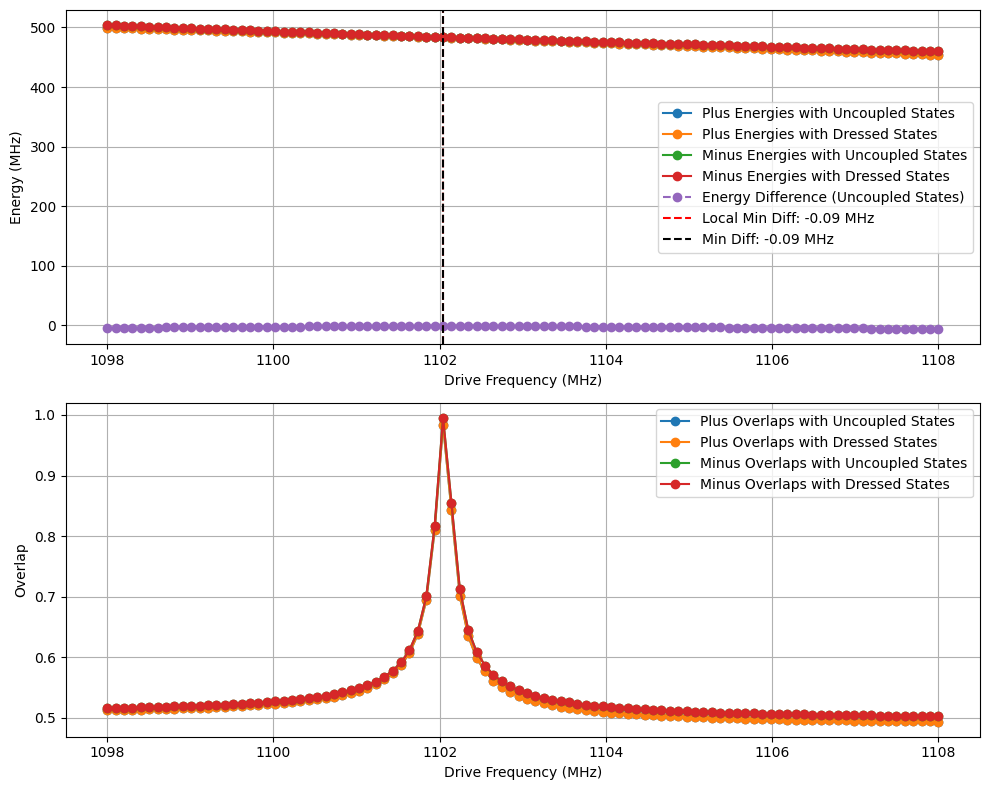 500
400
300
200
100
0
Energy (MHz)
Plus Energies with Uncoupled States
Plus Energies with Dressed States
Minus Energies with Uncoupled States
Minus Energies with Dressed States
Energy Difference (Uncoupled States)
Local Min Diff: -0.09 MHz
Min Diff: -0.09 MHz
1098 1100 1102 1104 1106 1108
Drive Frequency (MHz)
1.0
0.9
0.8
0.7
0.6
0.5
Overlap
Plus Overlaps with Uncoupled States
Plus Overlaps with Dressed States
Minus Overlaps with Uncoupled States
Minus Overlaps with Dressed States
1098 1100 1102 1104 1106 1108
Drive Frequency (MHz)